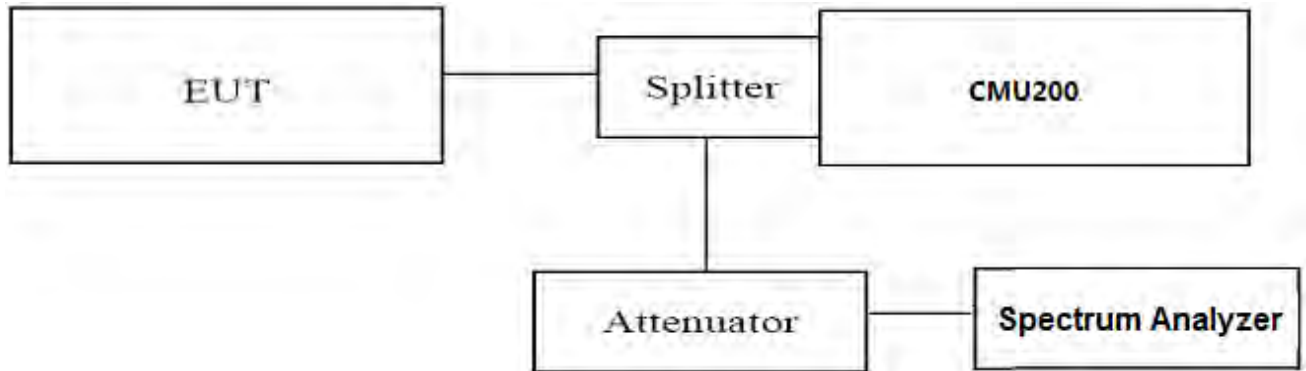 EUT
Splitter
CMU200
Attenuator
Spectrum Analyzer